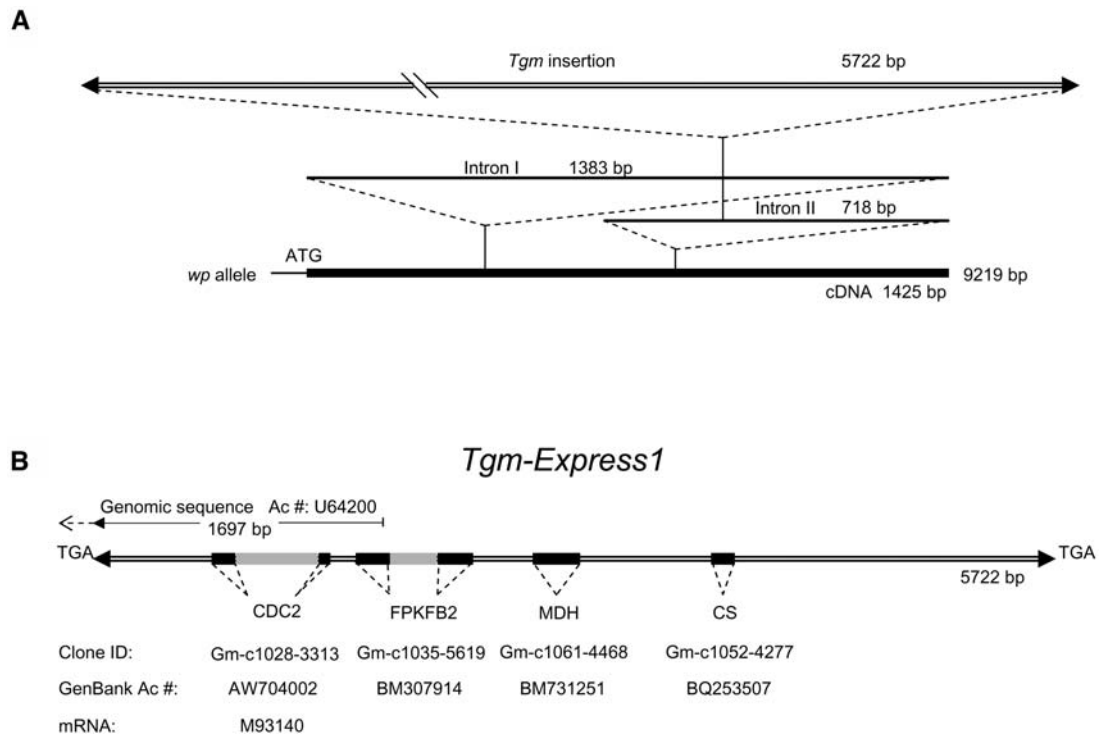 A
Tgm insertion 5722 bp
Intron I 1383 bp
Intron II 718 bp
ATG
wp allele 9219 bp
cDNA 1425 bp
B
Tgm-Express1
Genomic sequence Ac #: U64200
1697 bp
TGA TGA
5722 bp
CDC2 FPKFB2 MDH CS
Clone ID: Gm-c1028-3313 Gm-c1035-5619 Gm-c1061-4468 Gm-c1052-4277
GenBank Ac #: AW704002 BM307914 BM731251 BQ253507
mRNA: M93140